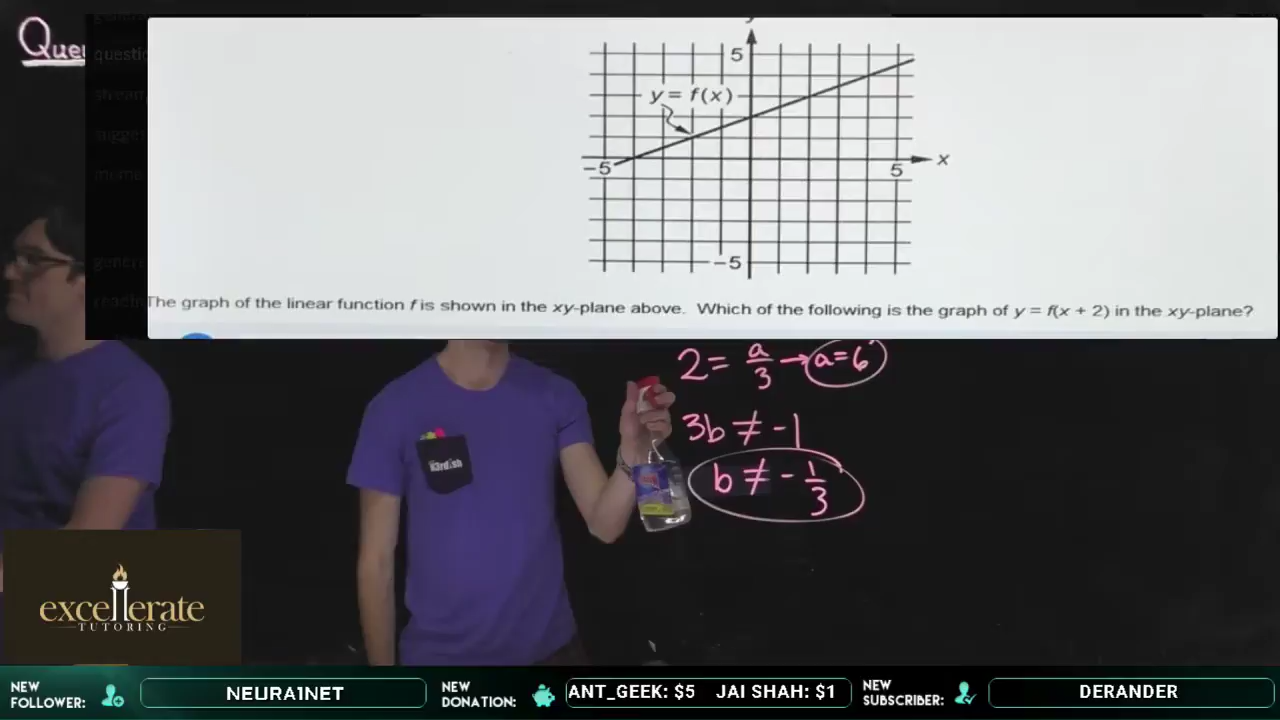 Que
y
5
y = f(x)
x
−5
5
−5
The graph of the linear function f is shown in the xy-plane above. Which of the following is the graph of y = f(x + 2) in the xy-plane?
2 = a/3 → a = 6
3b ≠ -1
b ≠ - 1/3
N3rdish
excellerate
TUTORING
NEW FOLLOWER:
NEURA1NET
NEW DONATION:
ANT_GEEK: $5 JAI SHAH: $1
NEW SUBSCRIBER:
DERANDER